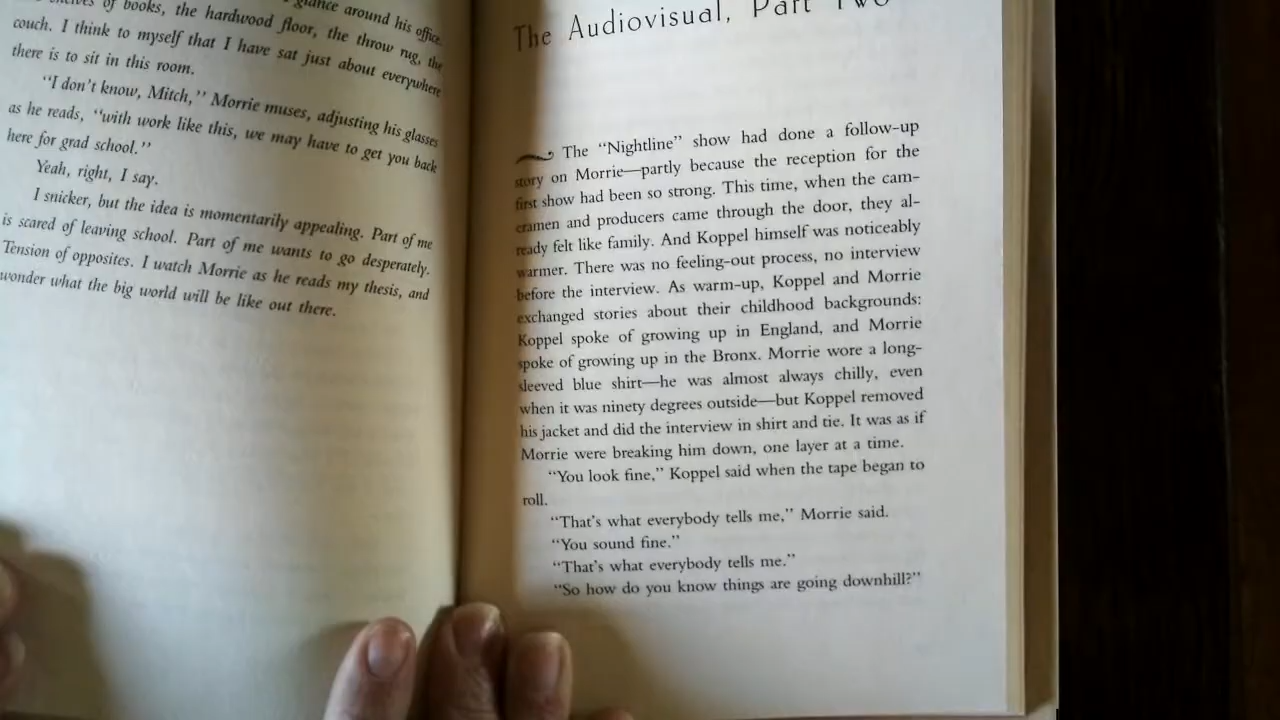 of books, the glance around his office.
couch. I think to myself that I have sat just about everywhere
there is to sit in this room.
"I don't know, Mitch," Morrie muses, adjusting his glasses
as he reads, "with work like this, we may have to get you back
here for grad school."
Yeah, right, I say.
I snicker, but the idea is momentarily appealing. Part of me
is scared of leaving school. Part of me wants to go desperately.
Tension of opposites. I watch Morrie as he reads my thesis, and
wonder what the big world will be like out there.
The Audiovisual, Part Two
The "Nightline" show had done a follow-up
story on Morrie—partly because the reception for the
first show had been so strong. This time, when the cam-
eramen and producers came through the door, they al-
ready felt like family. And Koppel himself was noticeably
warmer. There was no feeling-out process, no interview
before the interview. As warm-up, Koppel and Morrie
exchanged stories about their childhood backgrounds:
Koppel spoke of growing up in England, and Morrie
spoke of growing up in the Bronx. Morrie wore a long-
sleeved blue shirt—he was almost always chilly, even
when it was ninety degrees outside—but Koppel removed
his jacket and did the interview in shirt and tie. It was as if
Morrie were breaking him down, one layer at a time.
"You look fine," Koppel said when the tape began to
roll.
"That's what everybody tells me," Morrie said.
"You sound fine."
"That's what everybody tells me."
"So how do you know things are going downhill?"